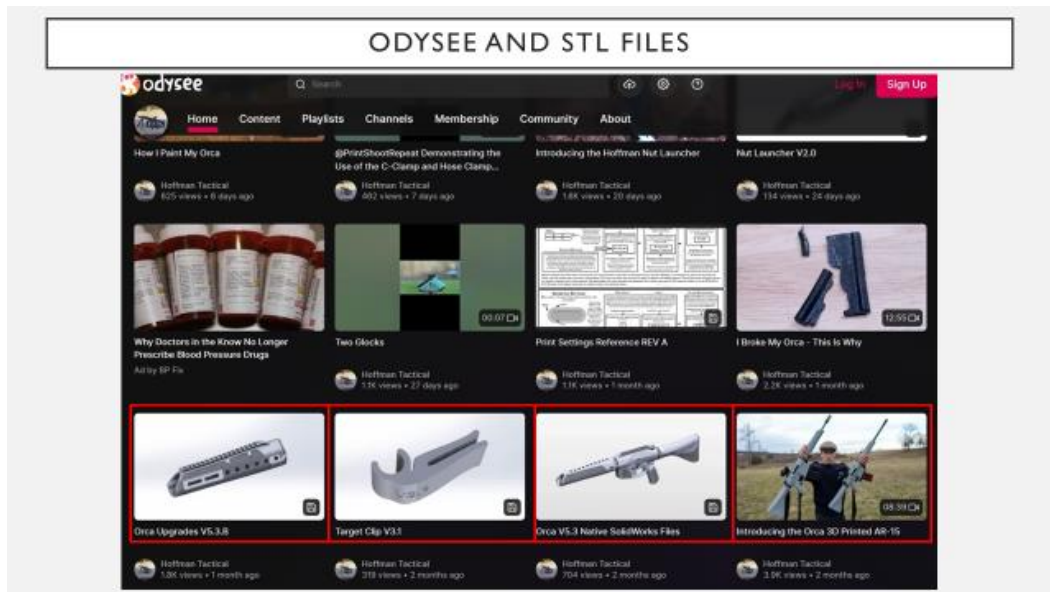 ODYSEE AND STL FILES
odysee
Search
Log In
Sign Up
Home
Content
Playlists
Channels
Membership
Community
About
How I Paint My Orca
Hoffman Tactical
825 views • 6 days ago
@PrintShootRepeat Demonstrating the
Use of the C-Clamp and Hose Clamp...
Hoffman Tactical
462 views • 7 days ago
Introducing the Hoffman Nut Launcher
Hoffman Tactical
1.6K views • 20 days ago
Nut Launcher V2.0
Hoffman Tactical
134 views • 24 days ago
Why Doctors in the Know No Longer
Prescribe Blood Pressure Drugs
Ad by BP Fix
00:07
Two Glocks
Hoffman Tactical
1.1K views • 27 days ago
Print Settings Reference REV A
Hoffman Tactical
1.1K views • 1 month ago
12:55
I Broke My Orca - This Is Why
Hoffman Tactical
2.2K views • 1 month ago
Orca Upgrades V5.3.B
Hoffman Tactical
1.8K views • 1 month ago
Target Clip V3.1
Hoffman Tactical
319 views • 2 months ago
Orca V5.3 Native SolidWorks Files
Hoffman Tactical
704 views • 2 months ago
08:39
Introducing the Orca 3D Printed AR-15
Hoffman Tactical
3.9K views • 2 months ago